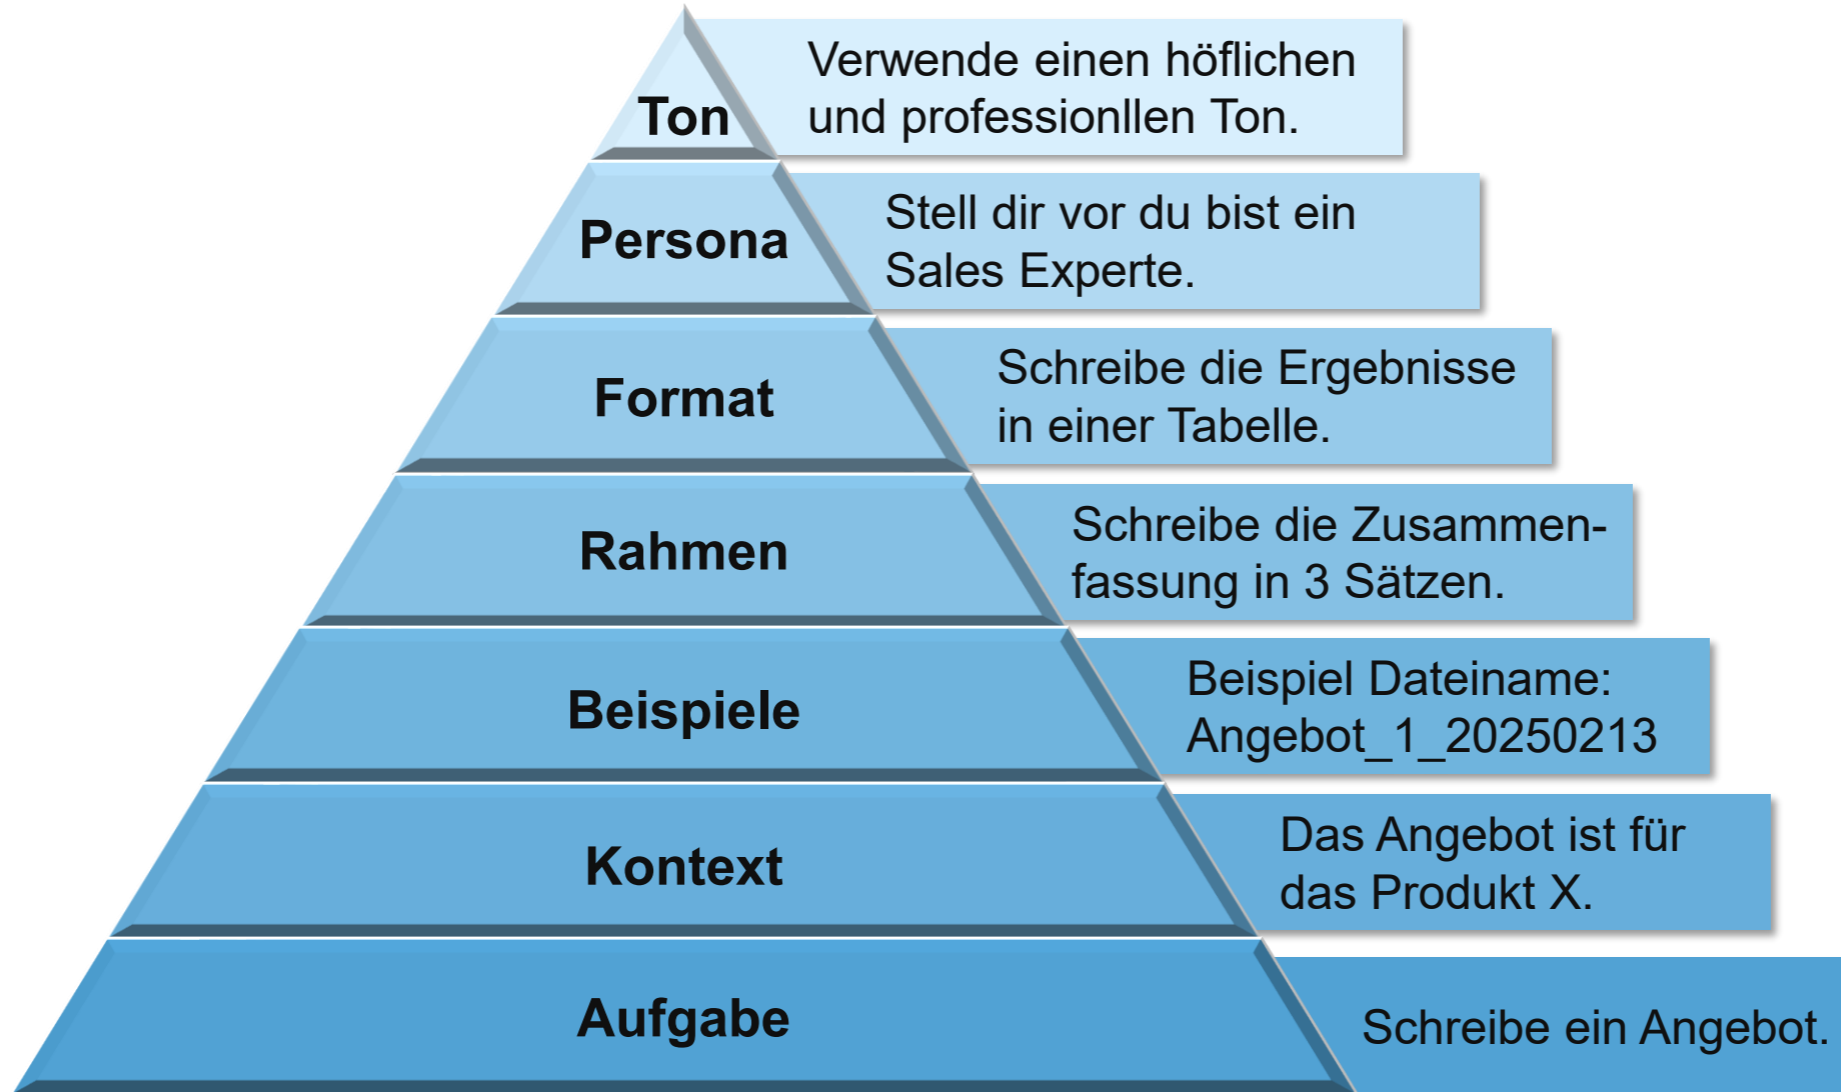 Ton
Verwende einen höflichen
und professionllen Ton.
Persona
Stell dir vor du bist ein
Sales Experte.
Format
Schreibe die Ergebnisse
in einer Tabelle.
Rahmen
Schreibe die Zusammen-
fassung in 3 Sätzen.
Beispiele
Beispiel Dateiname:
Angebot_1_20250213
Kontext
Das Angebot ist für
das Produkt X.
Aufgabe
Schreibe ein Angebot.